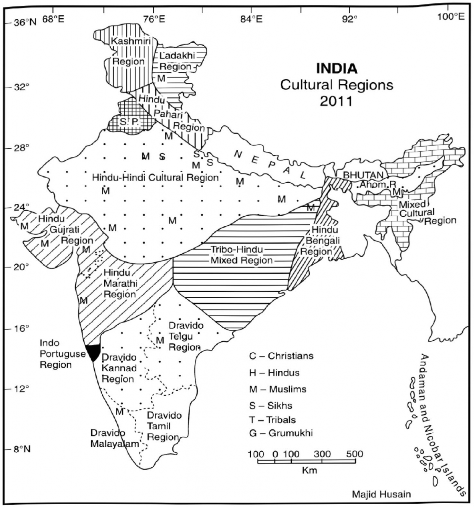 68°E 76°E 84°E 92°E 100°E
36°N
32°N
28°N
24°N
20°N
16°N
12°N
8°N
INDIA
Cultural Regions
2011
Kashmiri
Region
Ladakhi
Region
M
Hindu
Pahari
Region
M
S. P.
M S
S
S
M
M
NEPAL
Hindu-Hindi Cultural Region
M
M
M
M
M
M
BHUTAN
Ahom R
M
Mixed
Cultural
Region
Hindu
Gujrati
Region
M
M
M
Hindu
Bengali
Region
Tribo-Hindu
Mixed Region
Hindu
Marathi
Region
M
Dravido
Telgu
Region
M
Indo
Portuguse
Region
Dravido
Kannad
Region
M
Dravido
Tamil
Region
Dravido
Malayalam
C – Christians
H – Hindus
M – Muslims
S – Sikhs
T – Tribals
G – Grumukhi
100 0 100 300
Km
Andaman and Nicobar Islands
Majid Husain